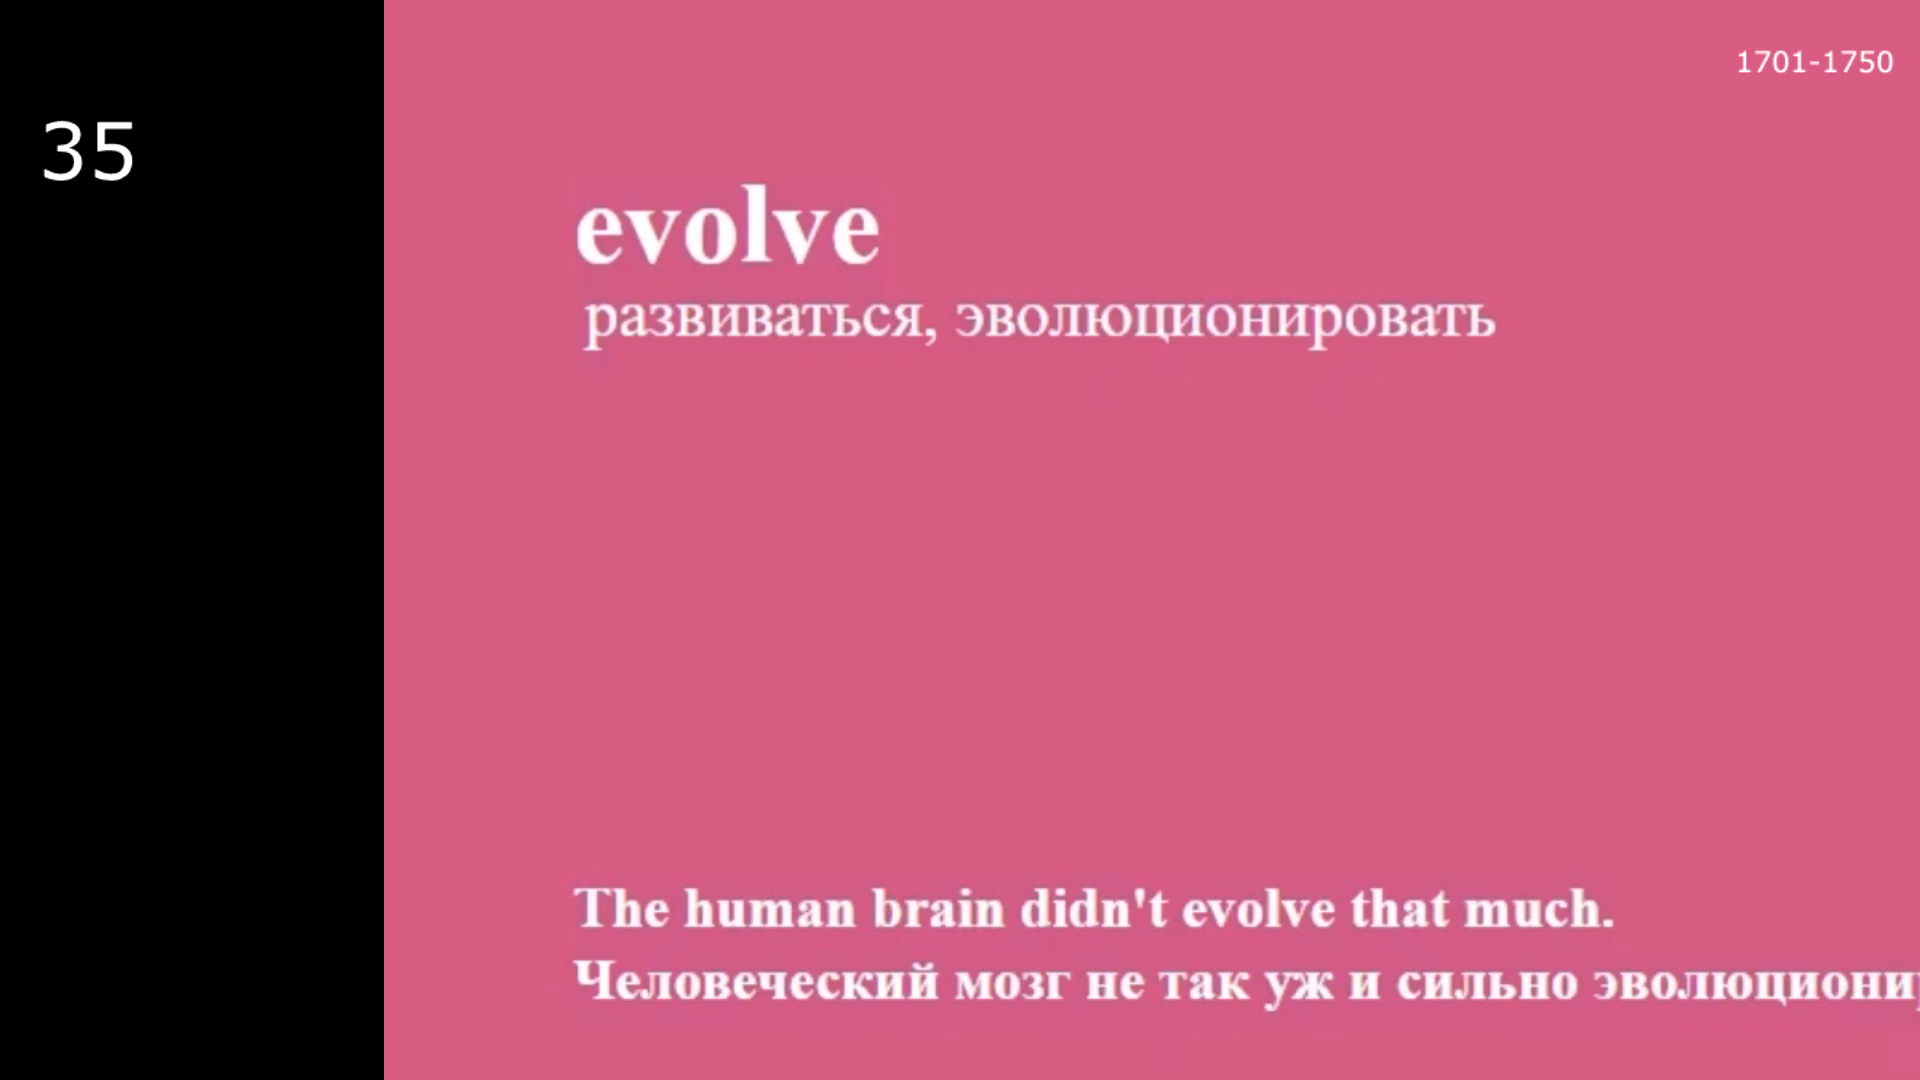 1701-1750
35
evolve
развиваться, эволюционировать
The human brain didn't evolve that much.
Человеческий мозг не так уж и сильно